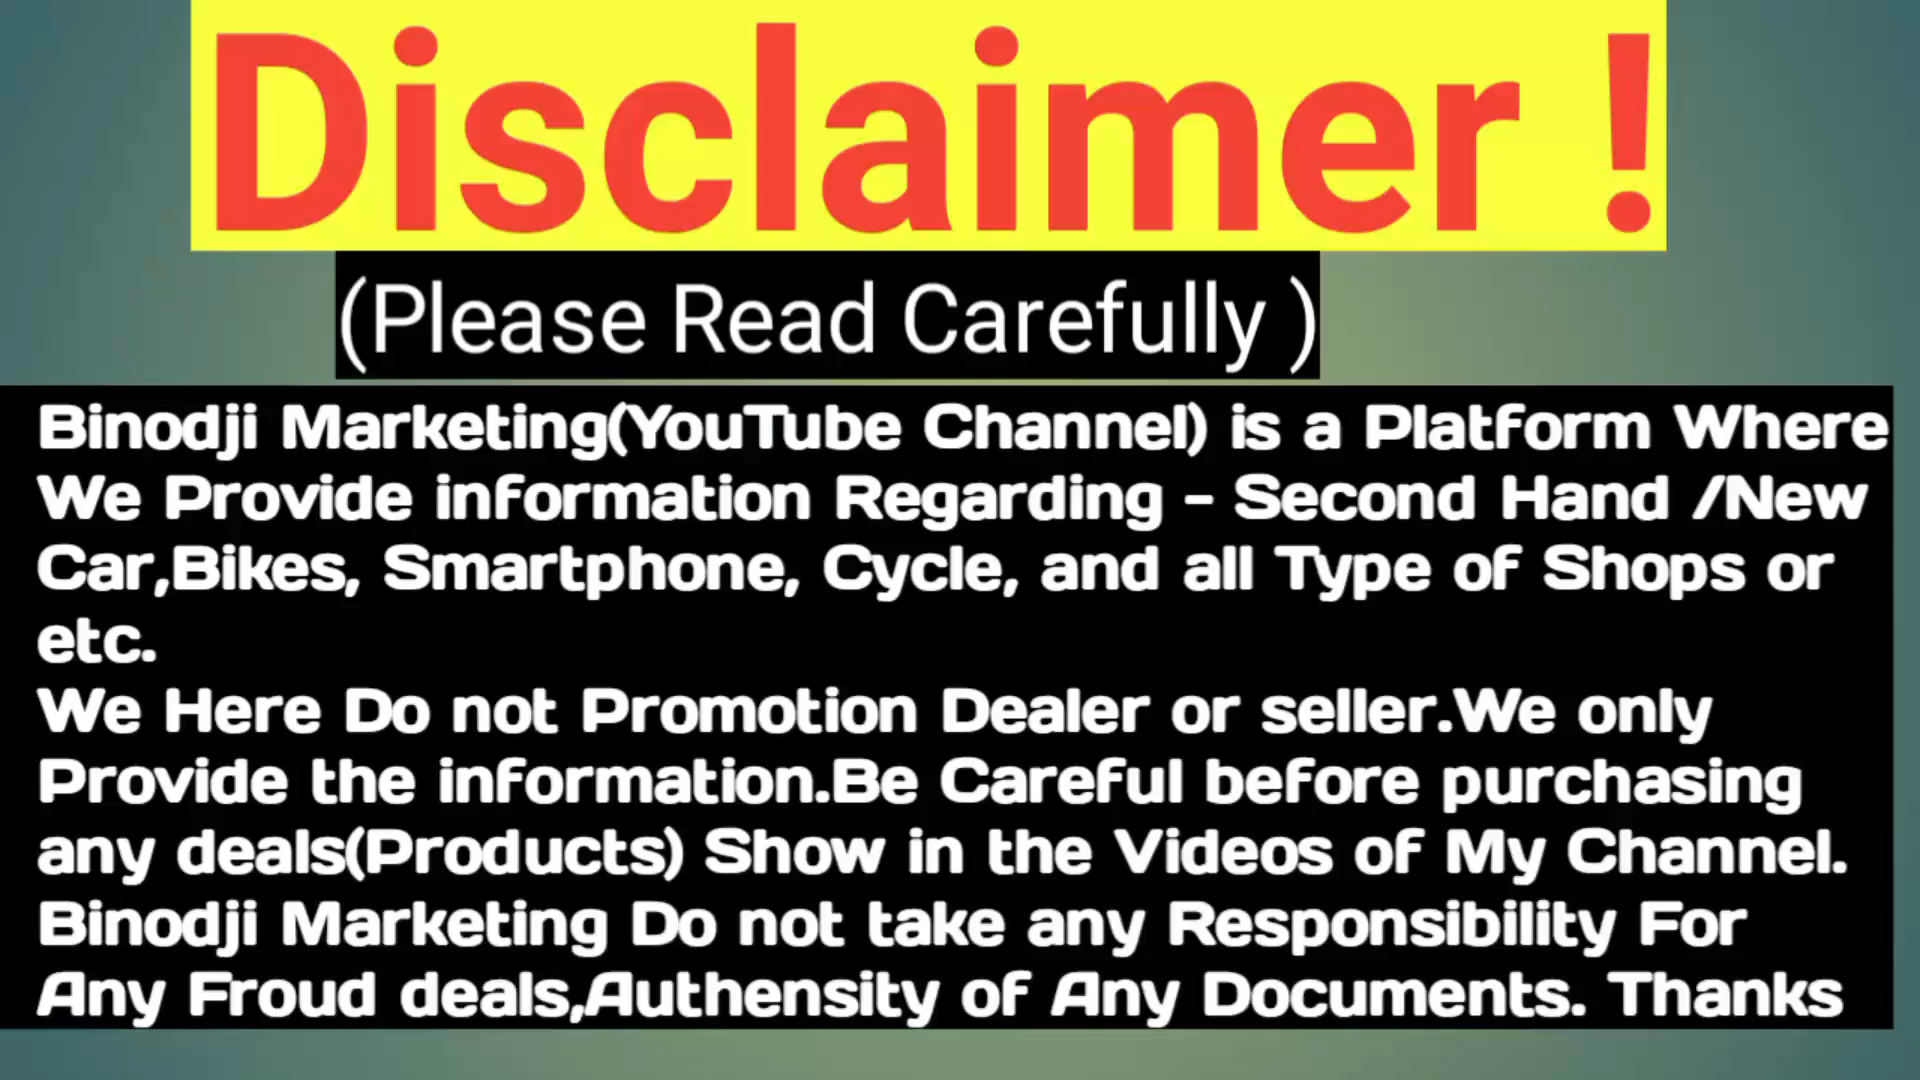 Disclaimer !
(Please Read Carefully )
Binodji Marketing(YouTube Channel) is a Platform Where
We Provide information Regarding - Second Hand /New
Car,Bikes, Smartphone, Cycle, and all Type of Shops or
etc.
We Here Do not Promotion Dealer or seller.We only
Provide the information.Be Careful before purchasing
any deals(Products) Show in the Videos of My Channel.
Binodji Marketing Do not take any Responsibility For
Any Froud deals,Authensity of Any Documents. Thanks